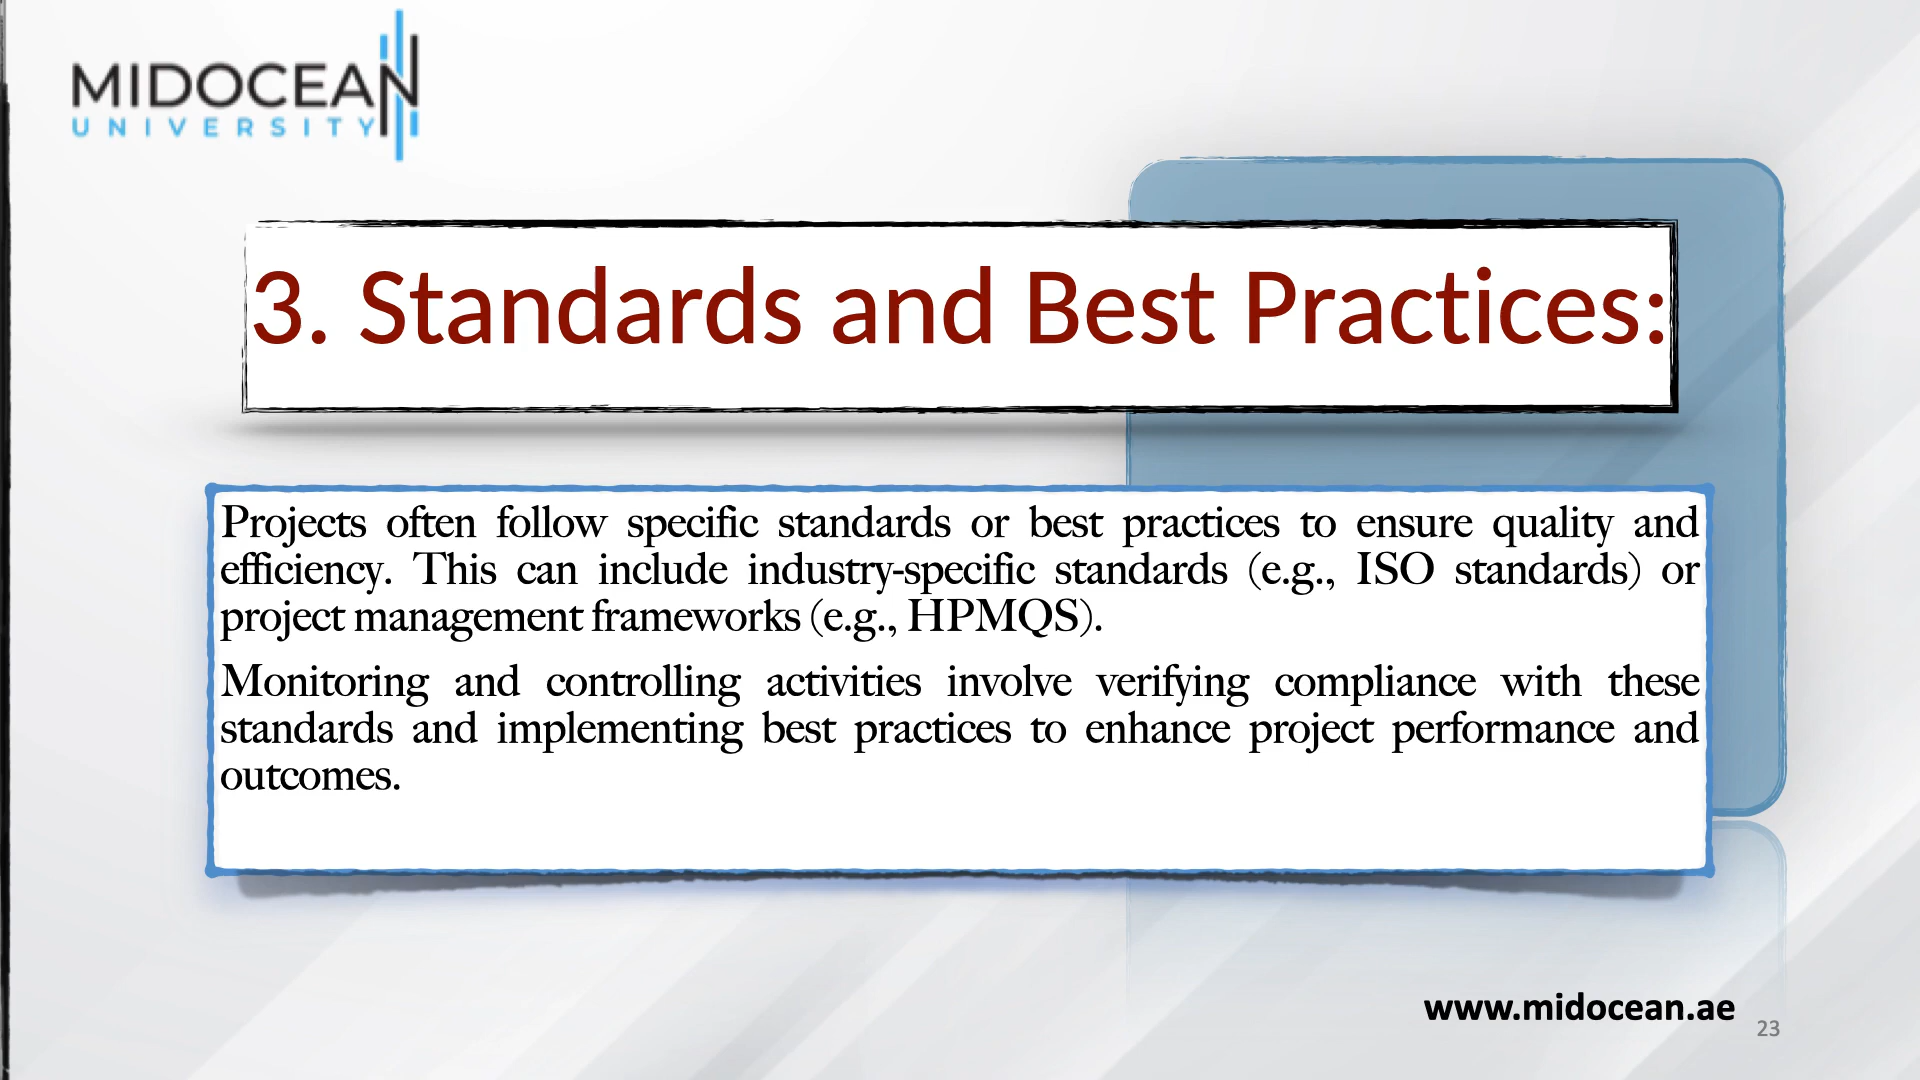 MIDOCEAN
UNIVERSITY
3. Standards and Best Practices:
Projects often follow specific standards or best practices to ensure quality and
efficiency. This can include industry-specific standards (e.g., ISO standards) or
project management frameworks (e.g., HPMQS).
Monitoring and controlling activities involve verifying compliance with these
standards and implementing best practices to enhance project performance and
outcomes.
www.midocean.ae
23